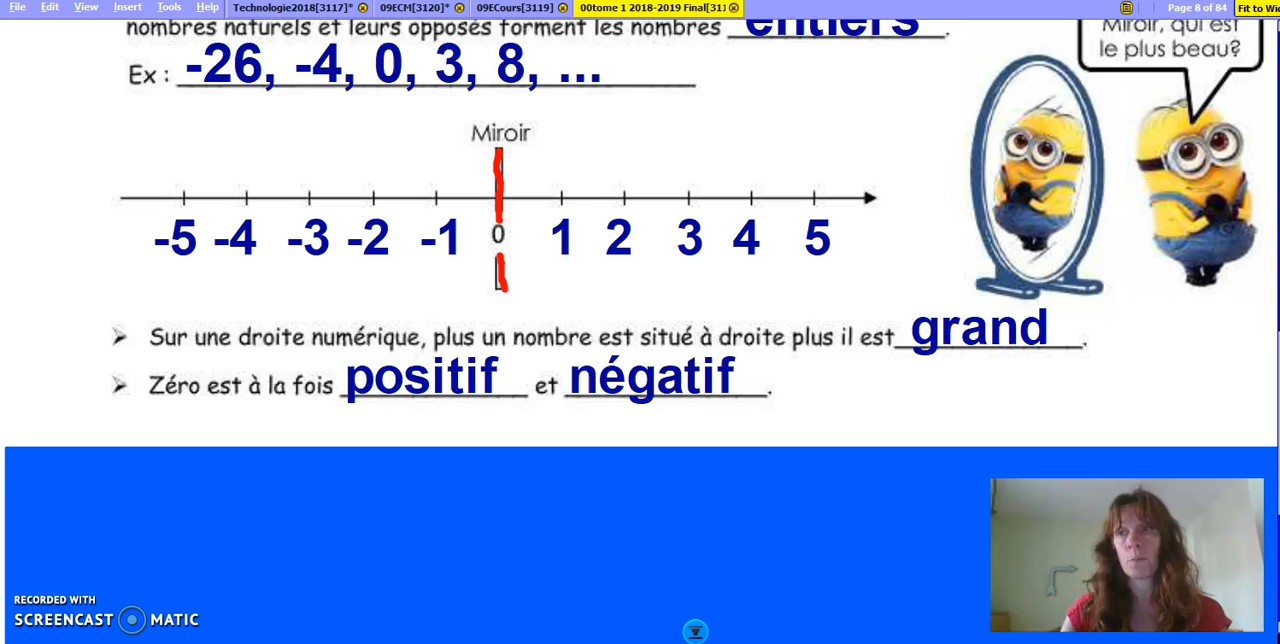 File Edit View Insert Tools Help Technologie2018[3117]* 09ECM[3120]* 09ECours[3119] 00tome 1 2018-2019 Final[311 Page 8 of 84 Fit to Wi
nombres naturels et leurs opposés forment les nombres entiers.
Miroir, qui est
le plus beau?
Ex : -26, -4, 0, 3, 8, ...
Miroir
-5 -4 -3 -2 -1 0 1 2 3 4 5
➢ Sur une droite numérique, plus un nombre est situé à droite plus il est grand.
➢ Zéro est à la fois positif et négatif.
RECORDED WITH
SCREENCAST MATIC